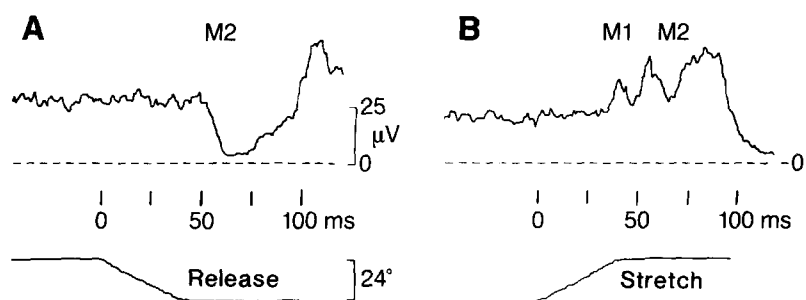 A M2
25
μV
0
0 50 100 ms
Release 24°
B M1 M2
-0
0 50 100 ms
Stretch